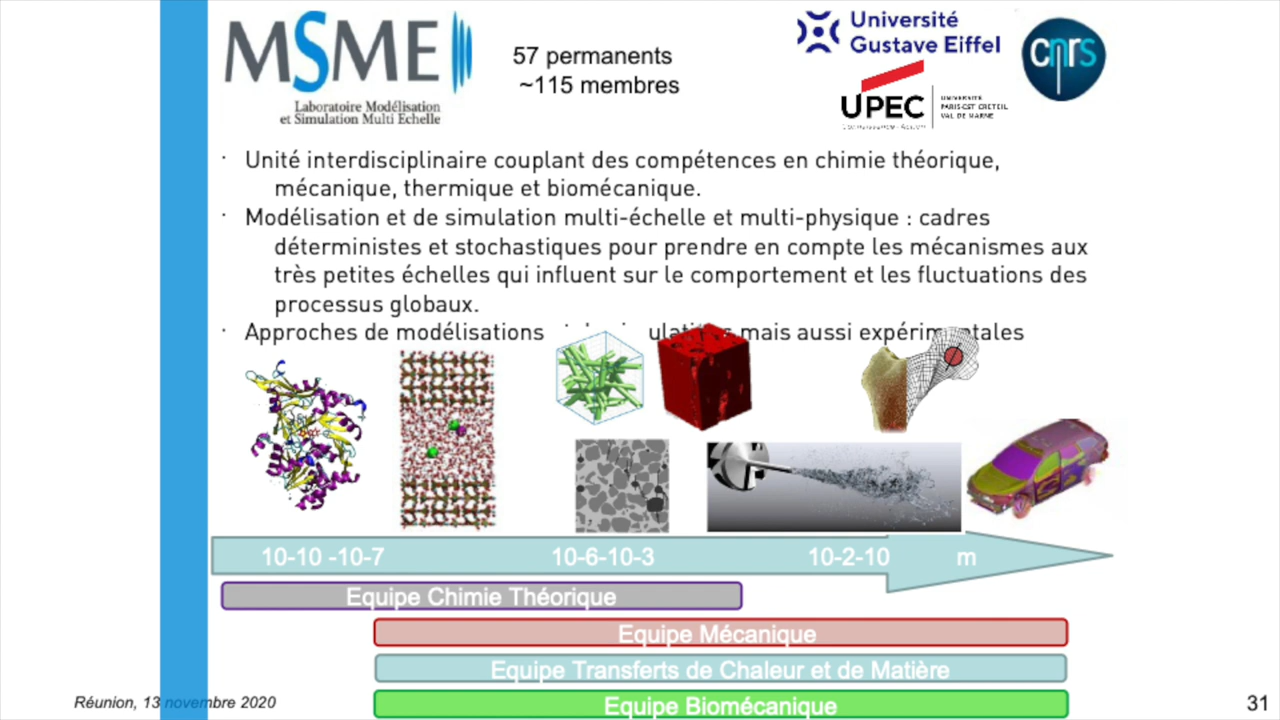 MSME
Laboratoire Modélisation
et Simulation Multi Echelle
57 permanents
~115 membres
Université
Gustave Eiffel
cnrs
UPEC
UNIVERSITÉ
PARIS-EST CRÉTEIL
VAL DE MARNE
· Unité interdisciplinaire couplant des compétences en chimie théorique,
mécanique, thermique et biomécanique.
· Modélisation et de simulation multi-échelle et multi-physique : cadres
déterministes et stochastiques pour prendre en compte les mécanismes aux
très petites échelles qui influent sur le comportement et les fluctuations des
processus globaux.
· Approches de modélisations mais aussi
10-10 -10-7 10-6-10-3 10-2-10 m
Equipe Chimie Théorique
Equipe Mécanique
Equipe Transferts de Chaleur et de Matière
Equipe Biomécanique
Réunion, 13 novembre 2020
31